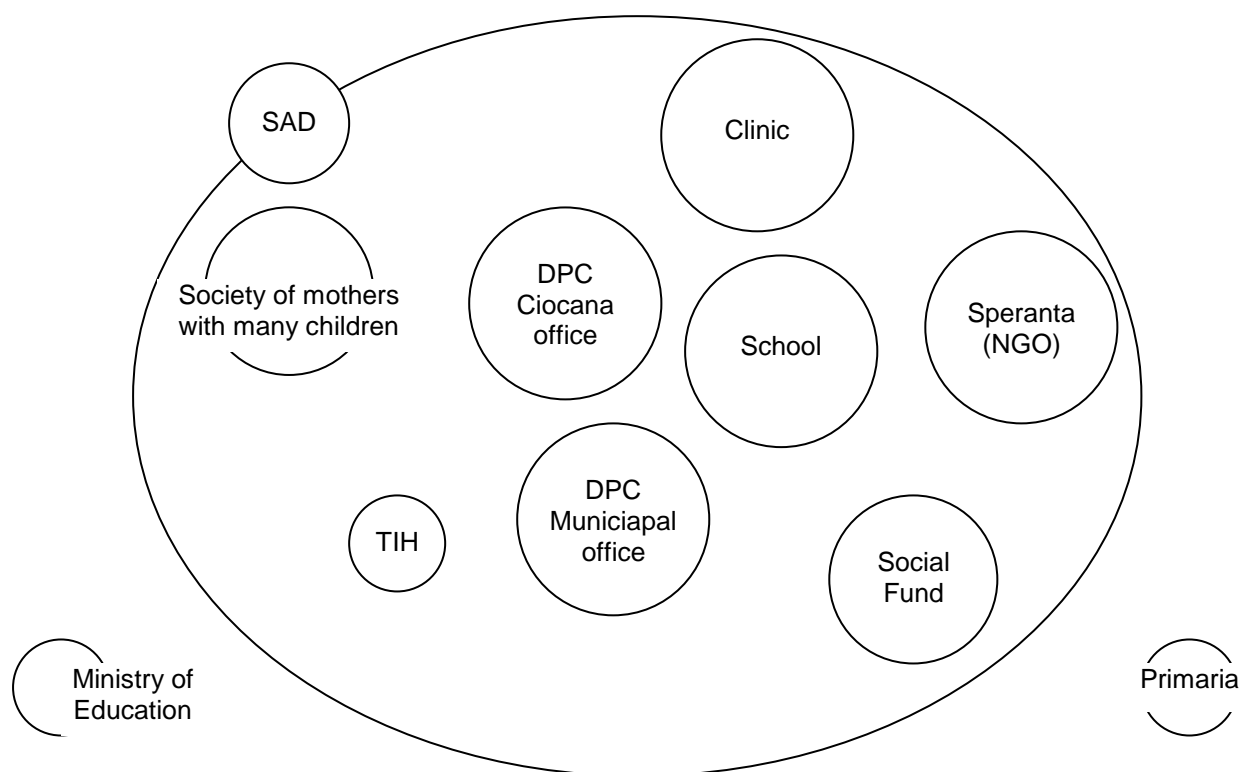 SAD
Clinic
Society of mothers
with many children
DPC
Ciocana
office
School
Speranta
(NGO)
TIH
DPC
Municiapal
office
Social
Fund
Ministry of
Education
Primaria